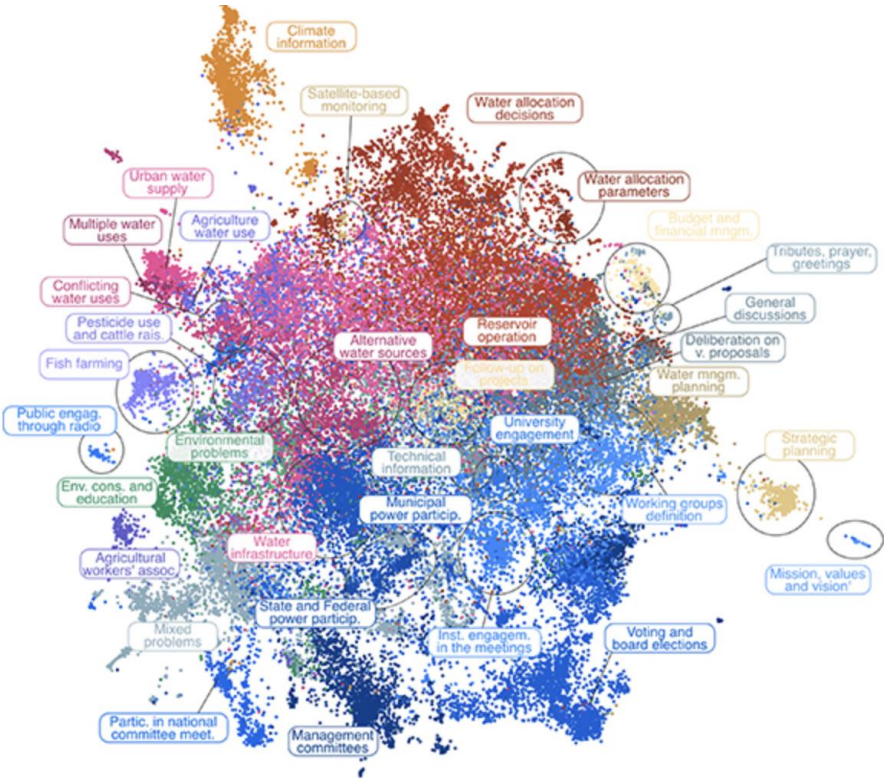 Climate
information
Satellite-based
monitoring
Water allocation
decisions
Urban water
supply
Water allocation
parameters
Multiple water
uses
Agriculture
water use
Budget and
financial mngm.
Tributes, prayer,
greetings
Conflicting
water uses
General
discussions
Pesticide use
and cattle rais.
Alternative
water sources
Reservoir
operation
Deliberation on
v. proposals
Fish farming
Follow-up on
projects
Water mngm.
planning
Public engag.
through radio
University
engagement
Environmental
problems
Strategic
planning
Technical
information
Env. cons. and
education
Municipal
power particip.
Working groups
definition
Water
infrastructure
Agricultural
workers' assoc.
Mission, values
and vision'
State and Federal
power particip.
Mixed
problems
Inst. engagem.
in the meetings
Voting and
board elections
Partic. in national
committee meet.
Management
committees